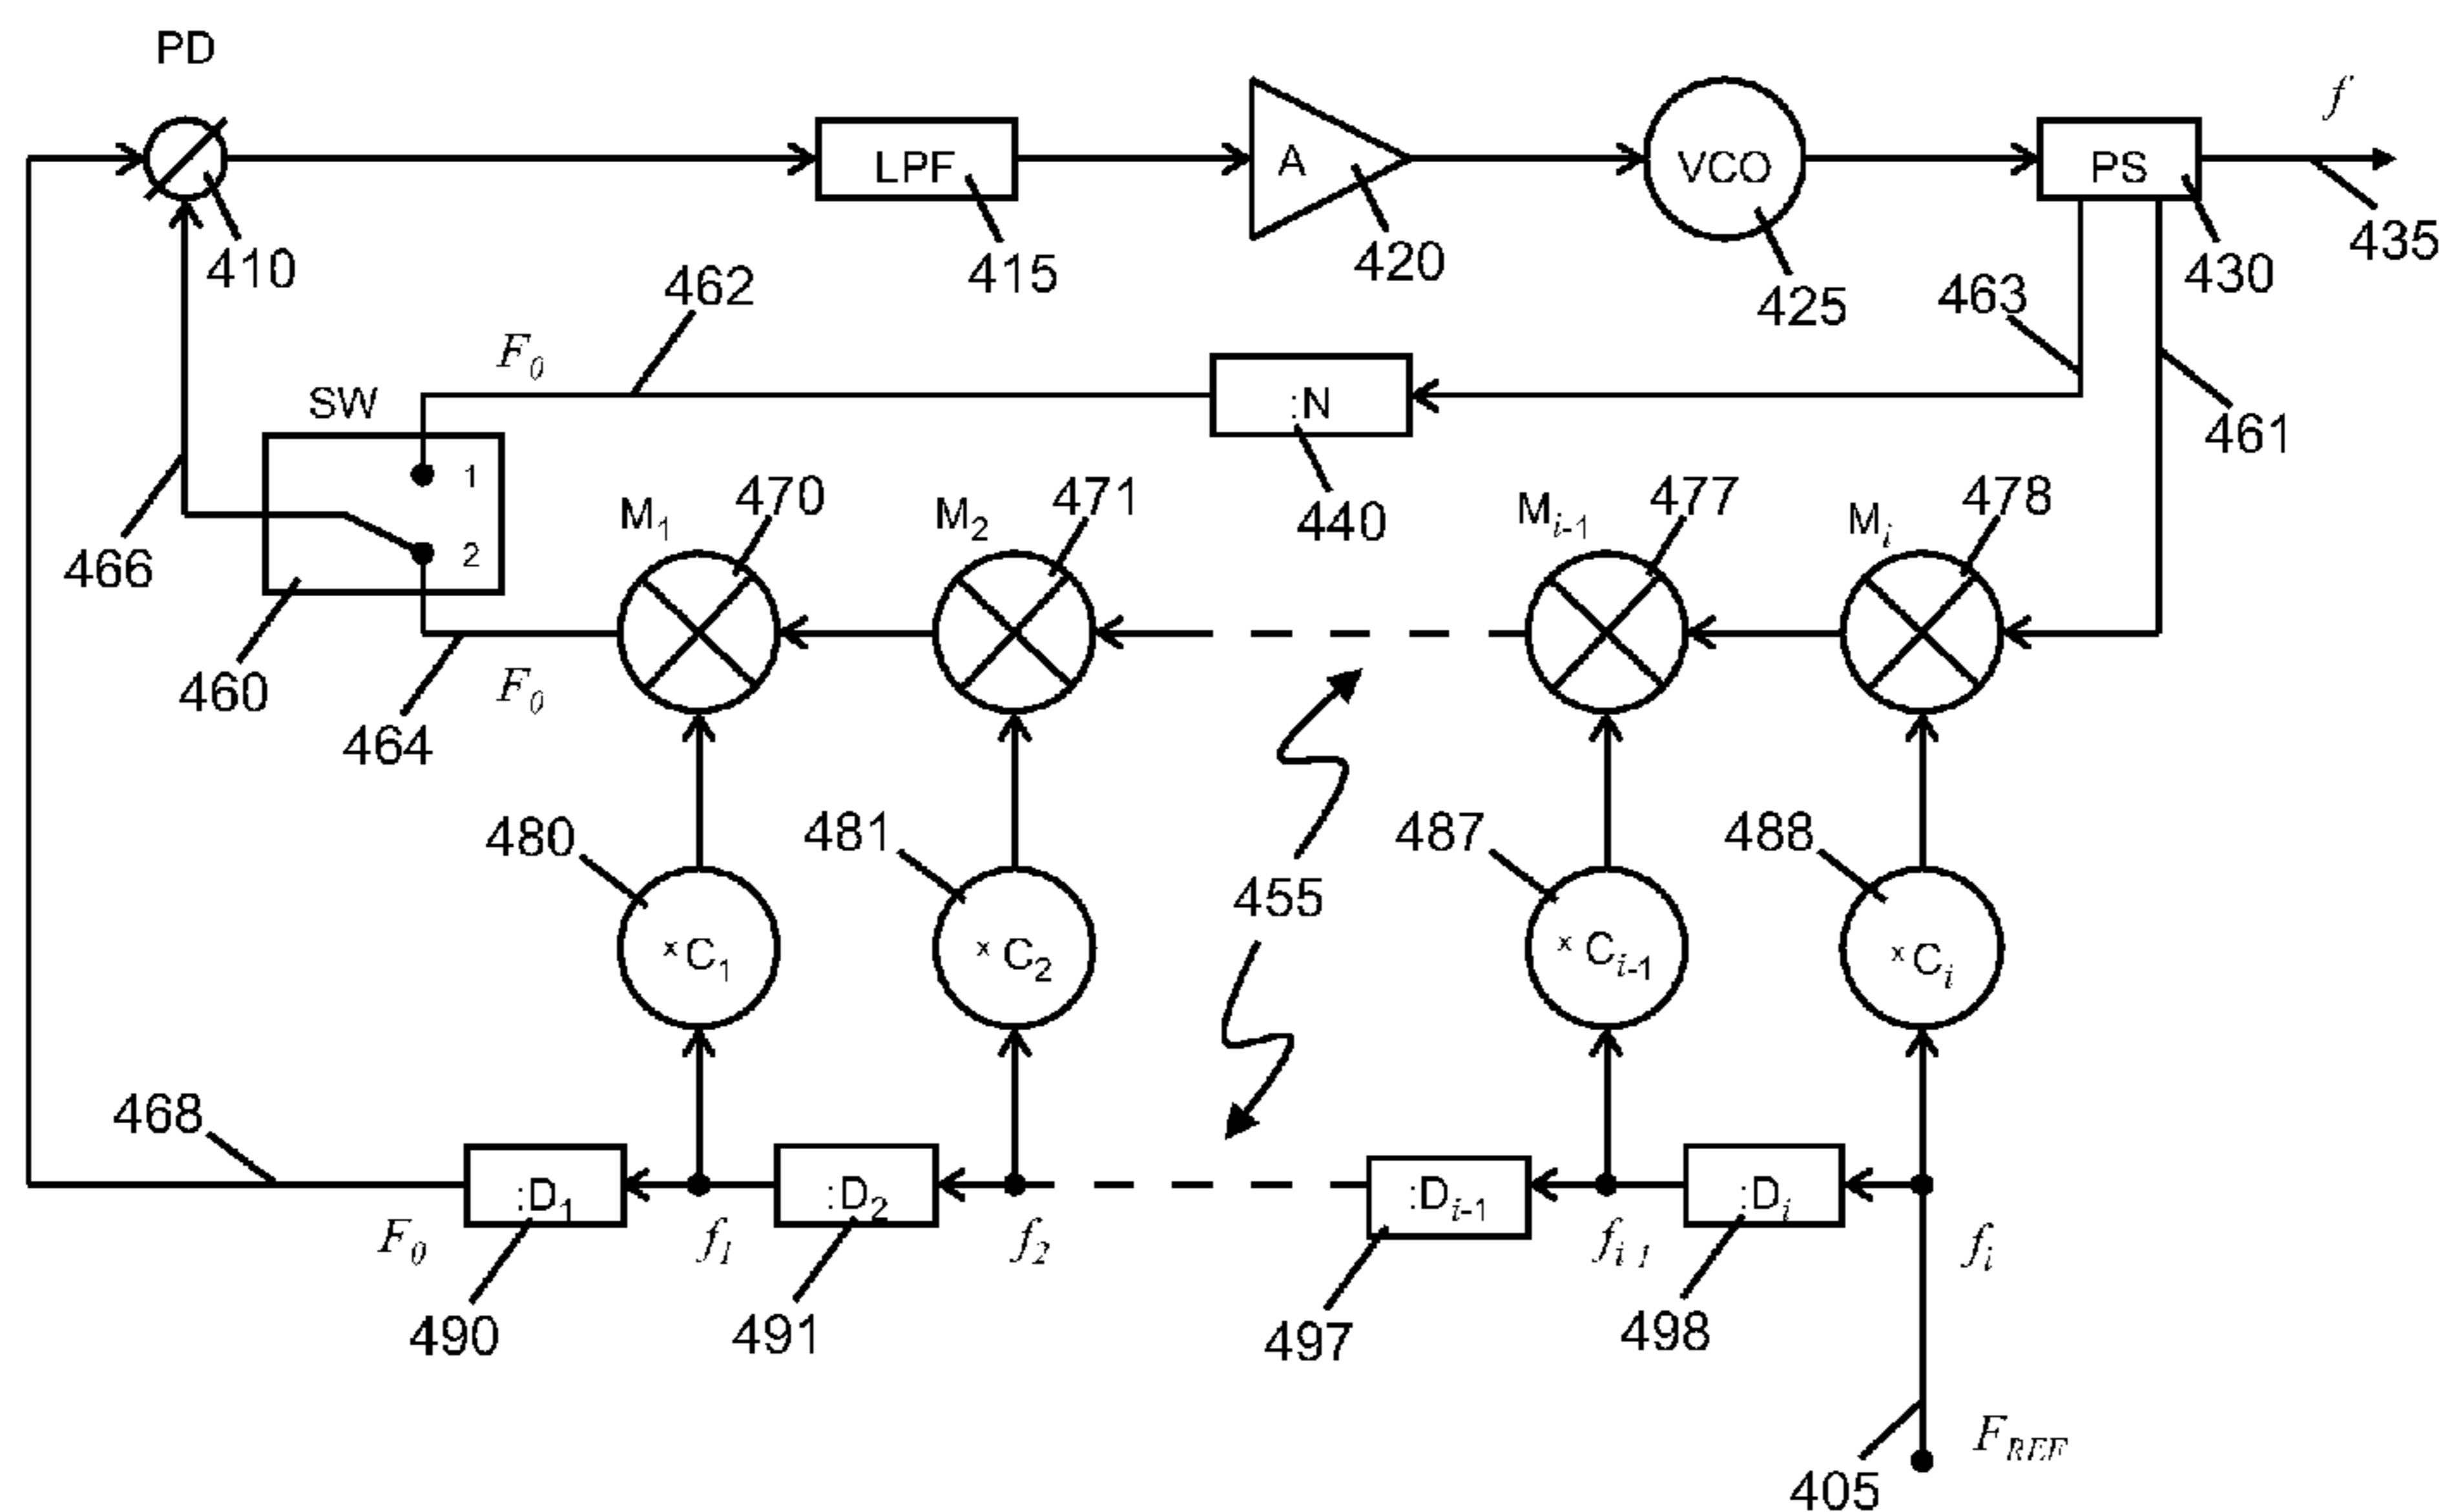 PD
f
LPF
A
VCO
PS
410
415
420
425
430
435
462
463
461
F0
SW
:N
1
2
440
466
460
464
F0
M1
470
M2
471
Mi-1
477
Mi
478
480
481
455
487
488
×C1
×C2
×Ci-1
×Ci
468
:D1
:D2
:Di-1
:Di
F0
f1
f2
fi-1
fi
490
491
497
498
405
FREF